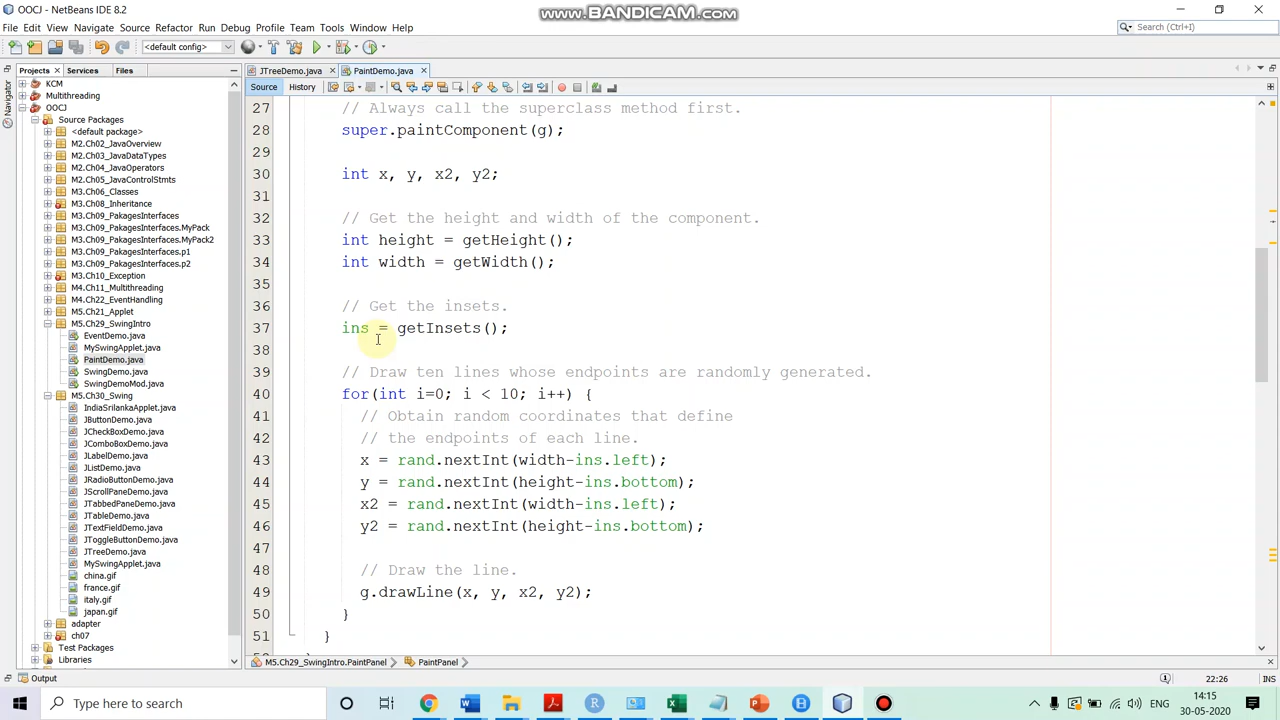 OOCJ - NetBeans IDE 8.2
www.BANDICAM.com
File Edit View Navigate Source Refactor Run Debug Profile Team Tools Window Help
Search (Ctrl+I)
<default config>
Projects Services Files
JTreeDemo.java PaintDemo.java
Source History
Navigator
KCM
Multithreading
OOCJ
Source Packages
<default package>
M2.Ch02_JavaOverview
M2.Ch03_JavaDataTypes
M2.Ch04_JavaOperators
M2.Ch05_JavaControlStmts
M3.Ch06_Classes
M3.Ch08_Inheritance
M3.Ch09_PakagesInterfaces
M3.Ch09_PakagesInterfaces.MyPack
M3.Ch09_PakagesInterfaces.MyPack2
M3.Ch09_PakagesInterfaces.p1
M3.Ch09_PakagesInterfaces.p2
M3.Ch10_Exception
M4.Ch11_Multithreading
M4.Ch22_EventHandling
M5.Ch21_Applet
M5.Ch29_SwingIntro
EventDemo.java
MySwingApplet.java
PaintDemo.java
SwingDemo.java
SwingDemoMod.java
M5.Ch30_Swing
IndiaSrilankaApplet.java
JButtonDemo.java
JCheckBoxDemo.java
JComboBoxDemo.java
JLabelDemo.java
JListDemo.java
JRadioButtonDemo.java
JScrollPaneDemo.java
JTabbedPaneDemo.java
JTableDemo.java
JTextFieldDemo.java
JToggleButtonDemo.java
JTreeDemo.java
MySwingApplet.java
china.gif
france.gif
italy.gif
japan.gif
adapter
ch07
Test Packages
Libraries
27 // Always call the superclass method first.
28 super.paintComponent(g);
29
30 int x, y, x2, y2;
31
32 // Get the height and width of the component.
33 int height = getHeight();
34 int width = getWidth();
35
36 // Get the insets.
37 ins = getInsets();
38
39 // Draw ten lines whose endpoints are randomly generated.
40 for(int i=0; i < 10; i++) {
41 // Obtain random coordinates that define
42 // the endpoints of each line.
43 x = rand.nextInt(width-ins.left);
44 y = rand.nextInt(height-ins.bottom);
45 x2 = rand.nextInt(width-ins.left);
46 y2 = rand.nextInt(height-ins.bottom);
47
48 // Draw the line.
49 g.drawLine(x, y, x2, y2);
50 }
51 }
M5.Ch29_SwingIntro.PaintPanel PaintPanel
Output
22:26 INS
Type here to search
14:15
30-05-2020